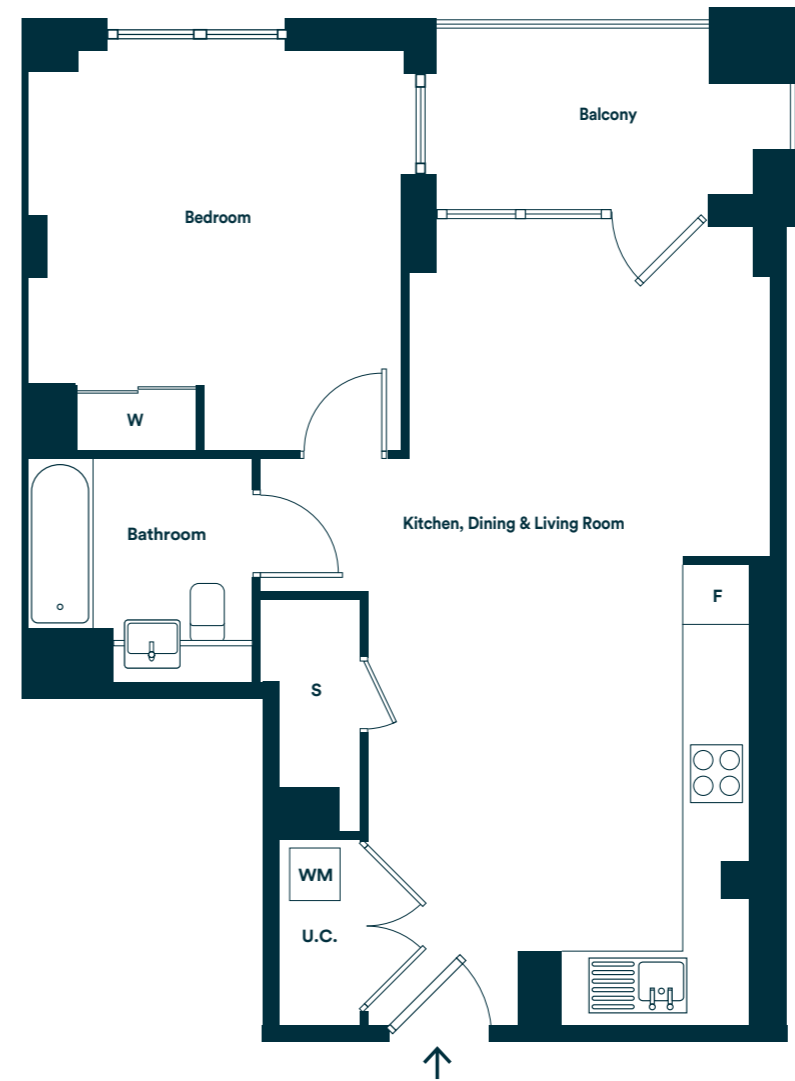 Balcony
Bedroom
W
Kitchen, Dining & Living Room
Bathroom
F
S
WM
U.C.